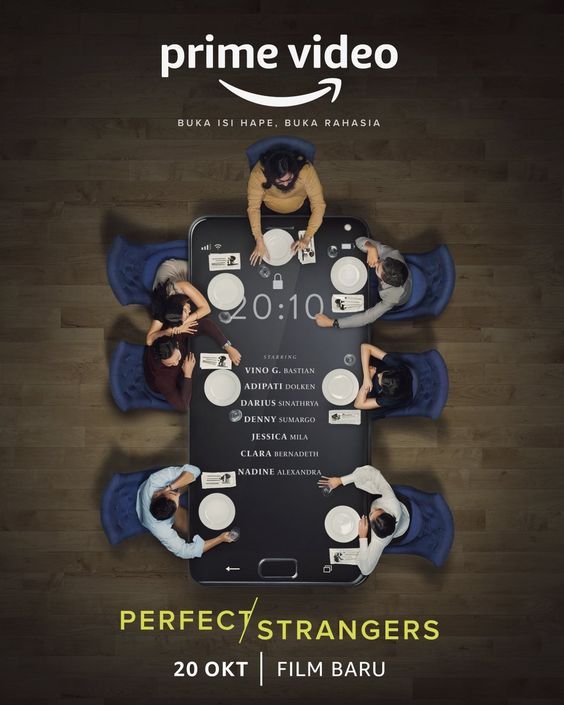 prime video
BUKA ISI HAPE, BUKA RAHASIA
20:10
STARRING
VINO G. BASTIAN
ADIPATI DOLKEN
DARIUS SINATHRYA
DENNY SUMARGO
JESSICA MILA
CLARA BERNADETH
NADINE ALEXANDRA
PERFECT/STRANGERS
20 OKT | FILM BARU